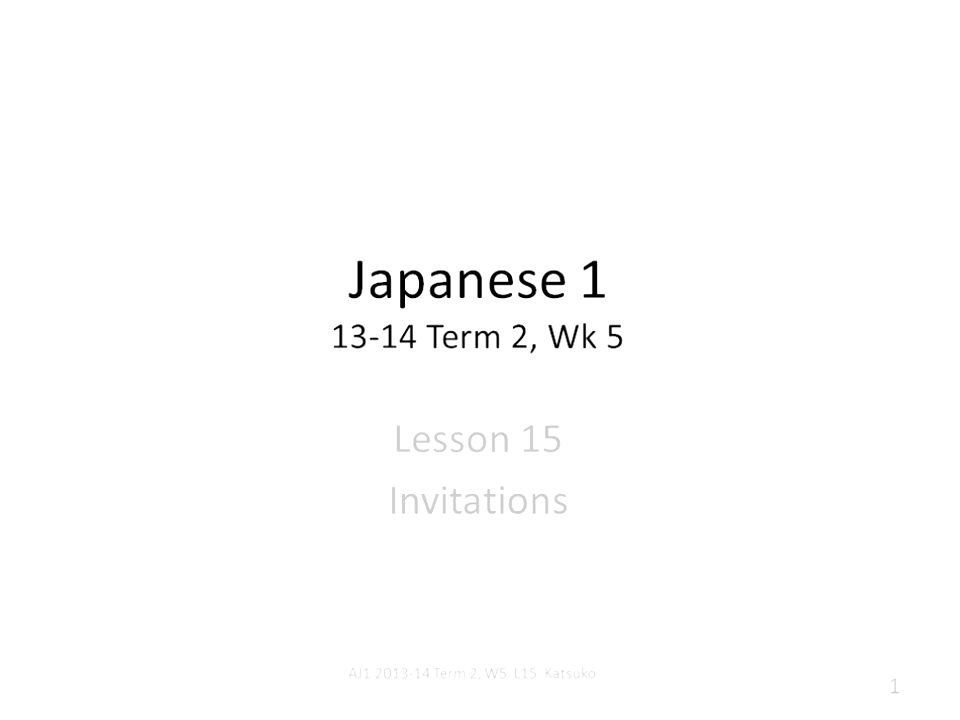 Japanese 1
13-14 Term 2, Wk 5
Lesson 15
Invitations
AJ1 2013-14 Term 2, W5 L15 Katsuko
1